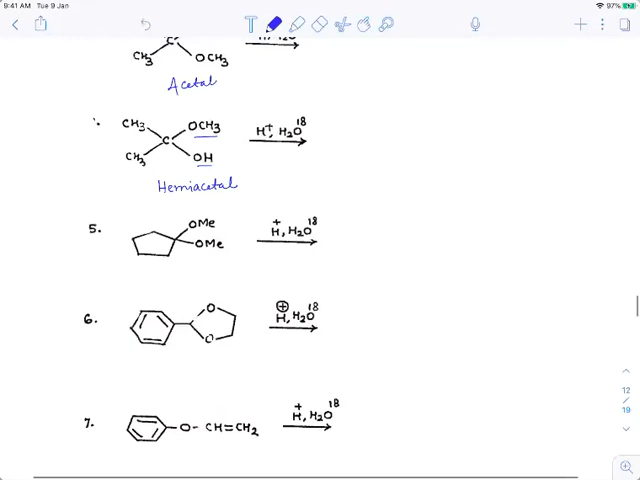 9:41 AM Tue 9 Jan
97%
C
CH3 OCH3
Acetal
CH3 OCH3 H+, H2O18
C
CH3 OH
Hemiacetal
5. OMe H+, H2O18
OMe
6. O H⊕, H2O18
O
7. O- CH=CH2 H+, H2O18
12
/
19